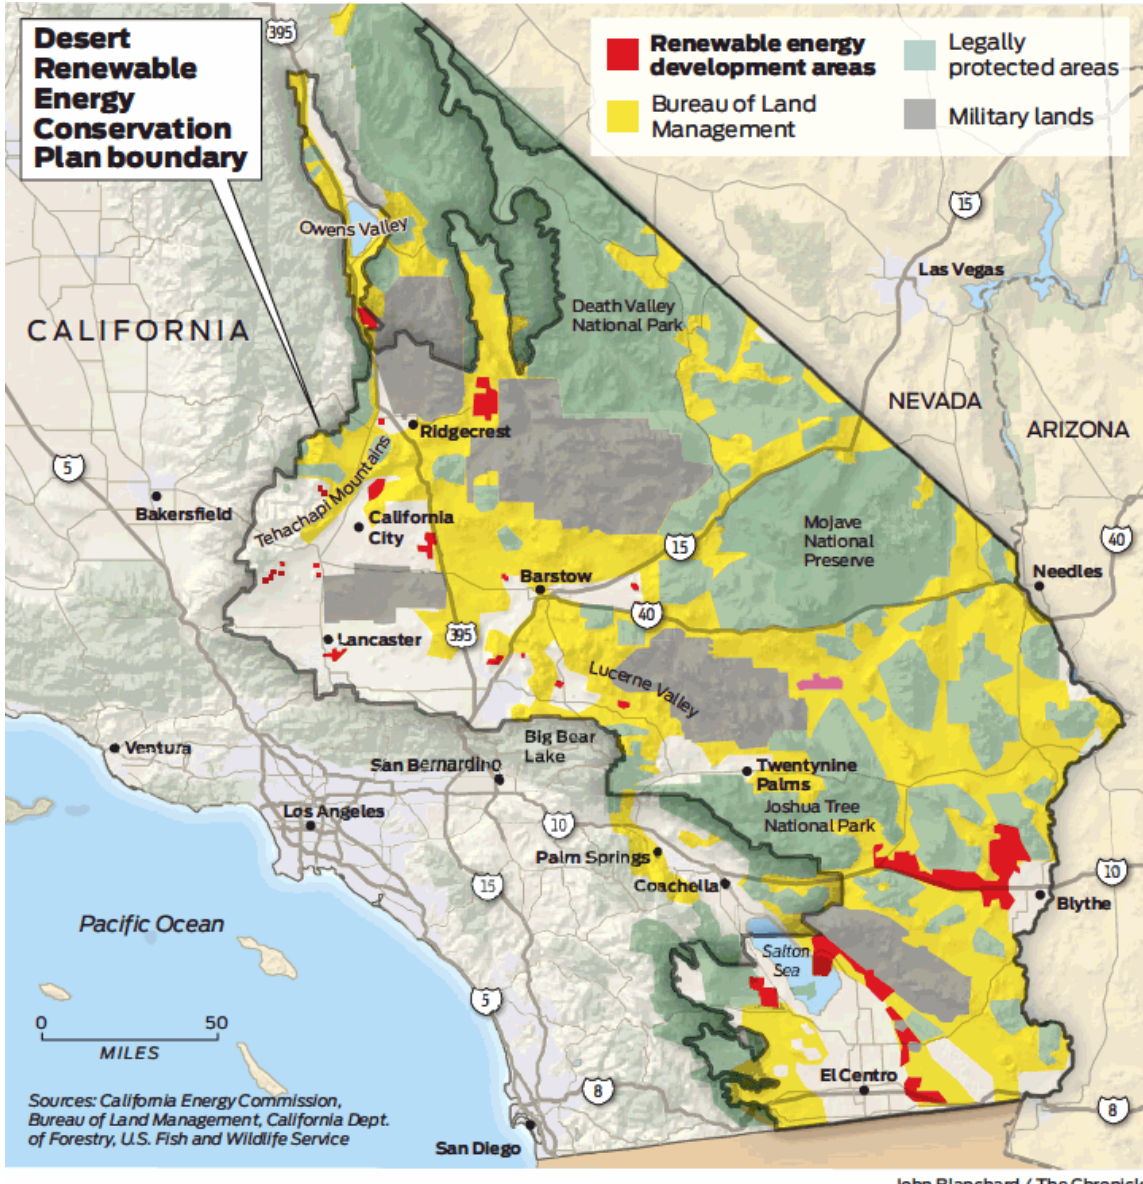 Desert
Renewable
Energy
Conservation
Plan boundary
395
Renewable energy
development areas
Legally
protected areas
Bureau of Land
Management
Military lands
15
Owens Valley
Las Vegas
Death Valley
National Park
CALIFORNIA
NEVADA
ARIZONA
Ridgecrest
5
Tehachapi Mountains
Bakersfield
California
City
Mojave
National
Preserve
15
40
Barstow
Needles
40
Lancaster
395
Lucerne Valley
Big Bear
Lake
Ventura
San Bernardino
Twentynine
Palms
Los Angeles
Joshua Tree
National Park
10
Palm Springs
10
15
Coachella
Blythe
Pacific Ocean
Salton
Sea
5
0 50
MILES
El Centro
8
8
Sources: California Energy Commission,
Bureau of Land Management, California Dept.
of Forestry, U.S. Fish and Wildlife Service
San Diego
John Blanchard / The Chronicle